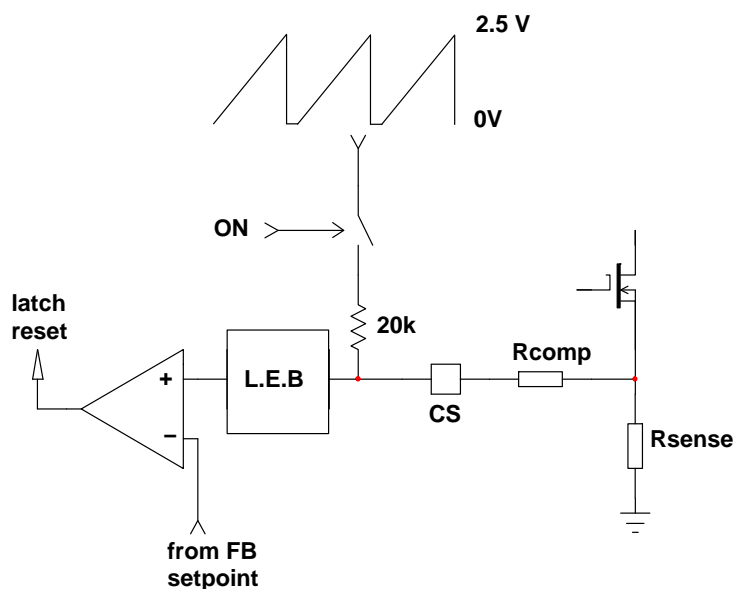 2.5 V
0V
ON
20k
latch
reset
+
L.E.B
Rcomp
CS
−
Rsense
from FB
setpoint